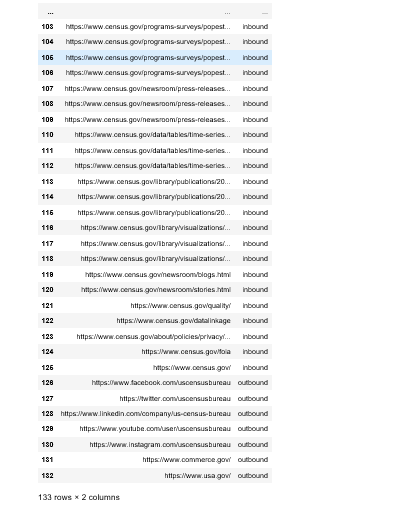 ... ... ...
103 https://www.census.gov/programs-surveys/popest... inbound
104 https://www.census.gov/programs-surveys/popest... inbound
105 https://www.census.gov/programs-surveys/popest... inbound
106 https://www.census.gov/programs-surveys/popest... inbound
107 https://www.census.gov/newsroom/press-releases... inbound
108 https://www.census.gov/newsroom/press-releases... inbound
109 https://www.census.gov/newsroom/press-releases... inbound
110 https://www.census.gov/data/tables/time-series... inbound
111 https://www.census.gov/data/tables/time-series... inbound
112 https://www.census.gov/data/tables/time-series... inbound
113 https://www.census.gov/library/publications/20... inbound
114 https://www.census.gov/library/publications/20... inbound
115 https://www.census.gov/library/publications/20... inbound
116 https://www.census.gov/library/visualizations/... inbound
117 https://www.census.gov/library/visualizations/... inbound
118 https://www.census.gov/library/visualizations/... inbound
119 https://www.census.gov/newsroom/blogs.html inbound
120 https://www.census.gov/newsroom/stories.html inbound
121 https://www.census.gov/quality/ inbound
122 https://www.census.gov/datalinkage inbound
123 https://www.census.gov/about/policies/privacy/... inbound
124 https://www.census.gov/foia inbound
125 https://www.census.gov/ inbound
126 https://www.facebook.com/uscensusbureau outbound
127 https://twitter.com/uscensusbureau outbound
128 https://www.linkedin.com/company/us-census-bureau outbound
129 https://www.youtube.com/user/uscensusbureau outbound
130 https://www.instagram.com/uscensusbureau outbound
131 https://www.commerce.gov/ outbound
132 https://www.usa.gov/ outbound
133 rows × 2 columns